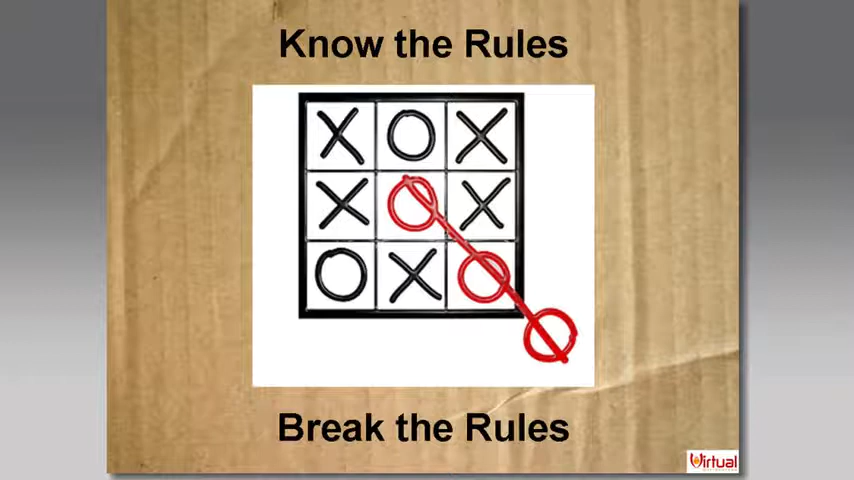 Know the Rules
X O X
X O X
O X O
O
Break the Rules
Virtual